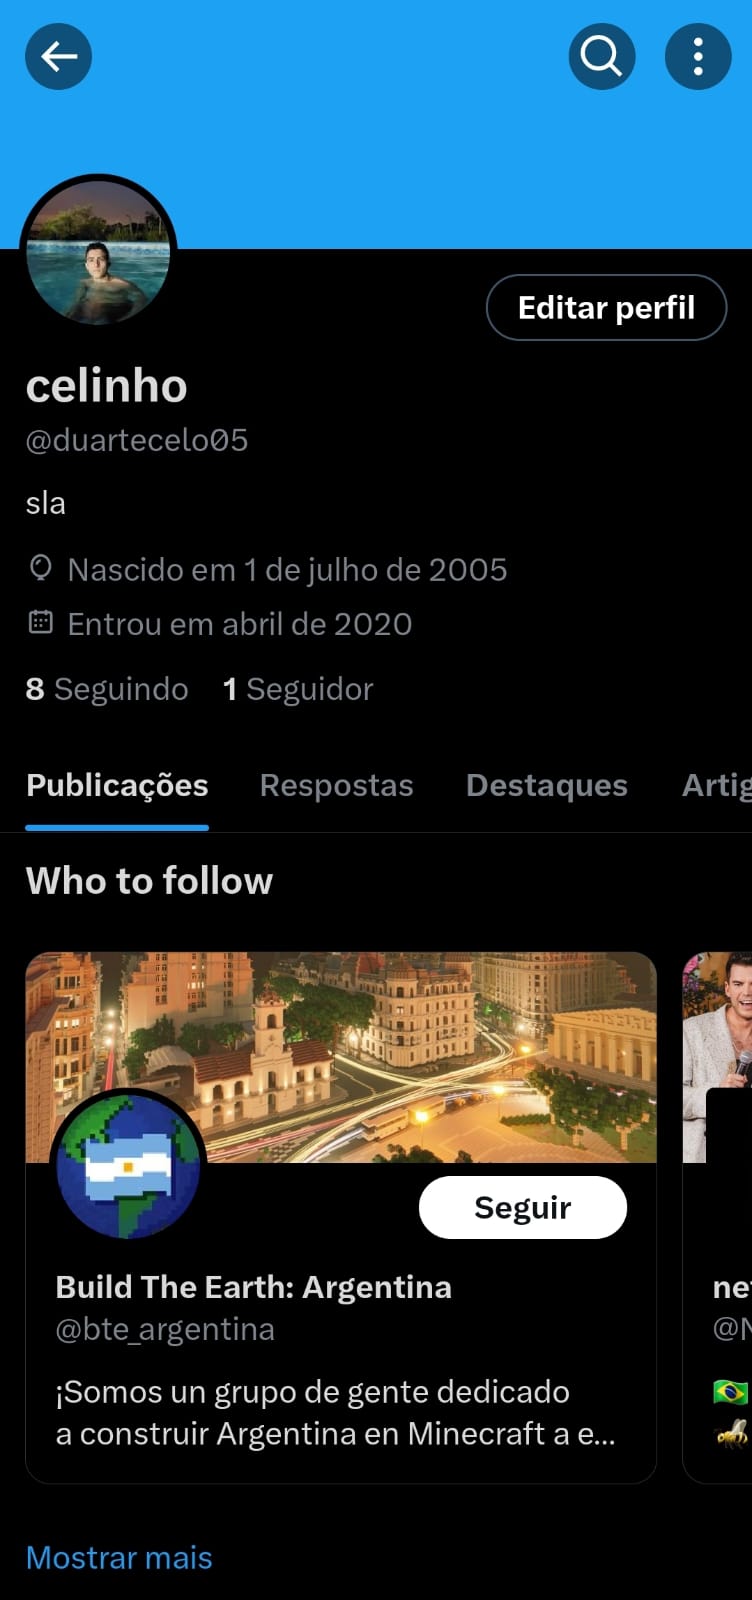 Editar perfil
celinho
@duartecelo05
sla
Nascido em 1 de julho de 2005
Entrou em abril de 2020
8 Seguindo 1 Seguidor
Publicações Respostas Destaques Artig
Who to follow
Seguir
Build The Earth: Argentina
@bte_argentina
¡Somos un grupo de gente dedicado
a construir Argentina en Minecraft a e...
ne
@N
Mostrar mais